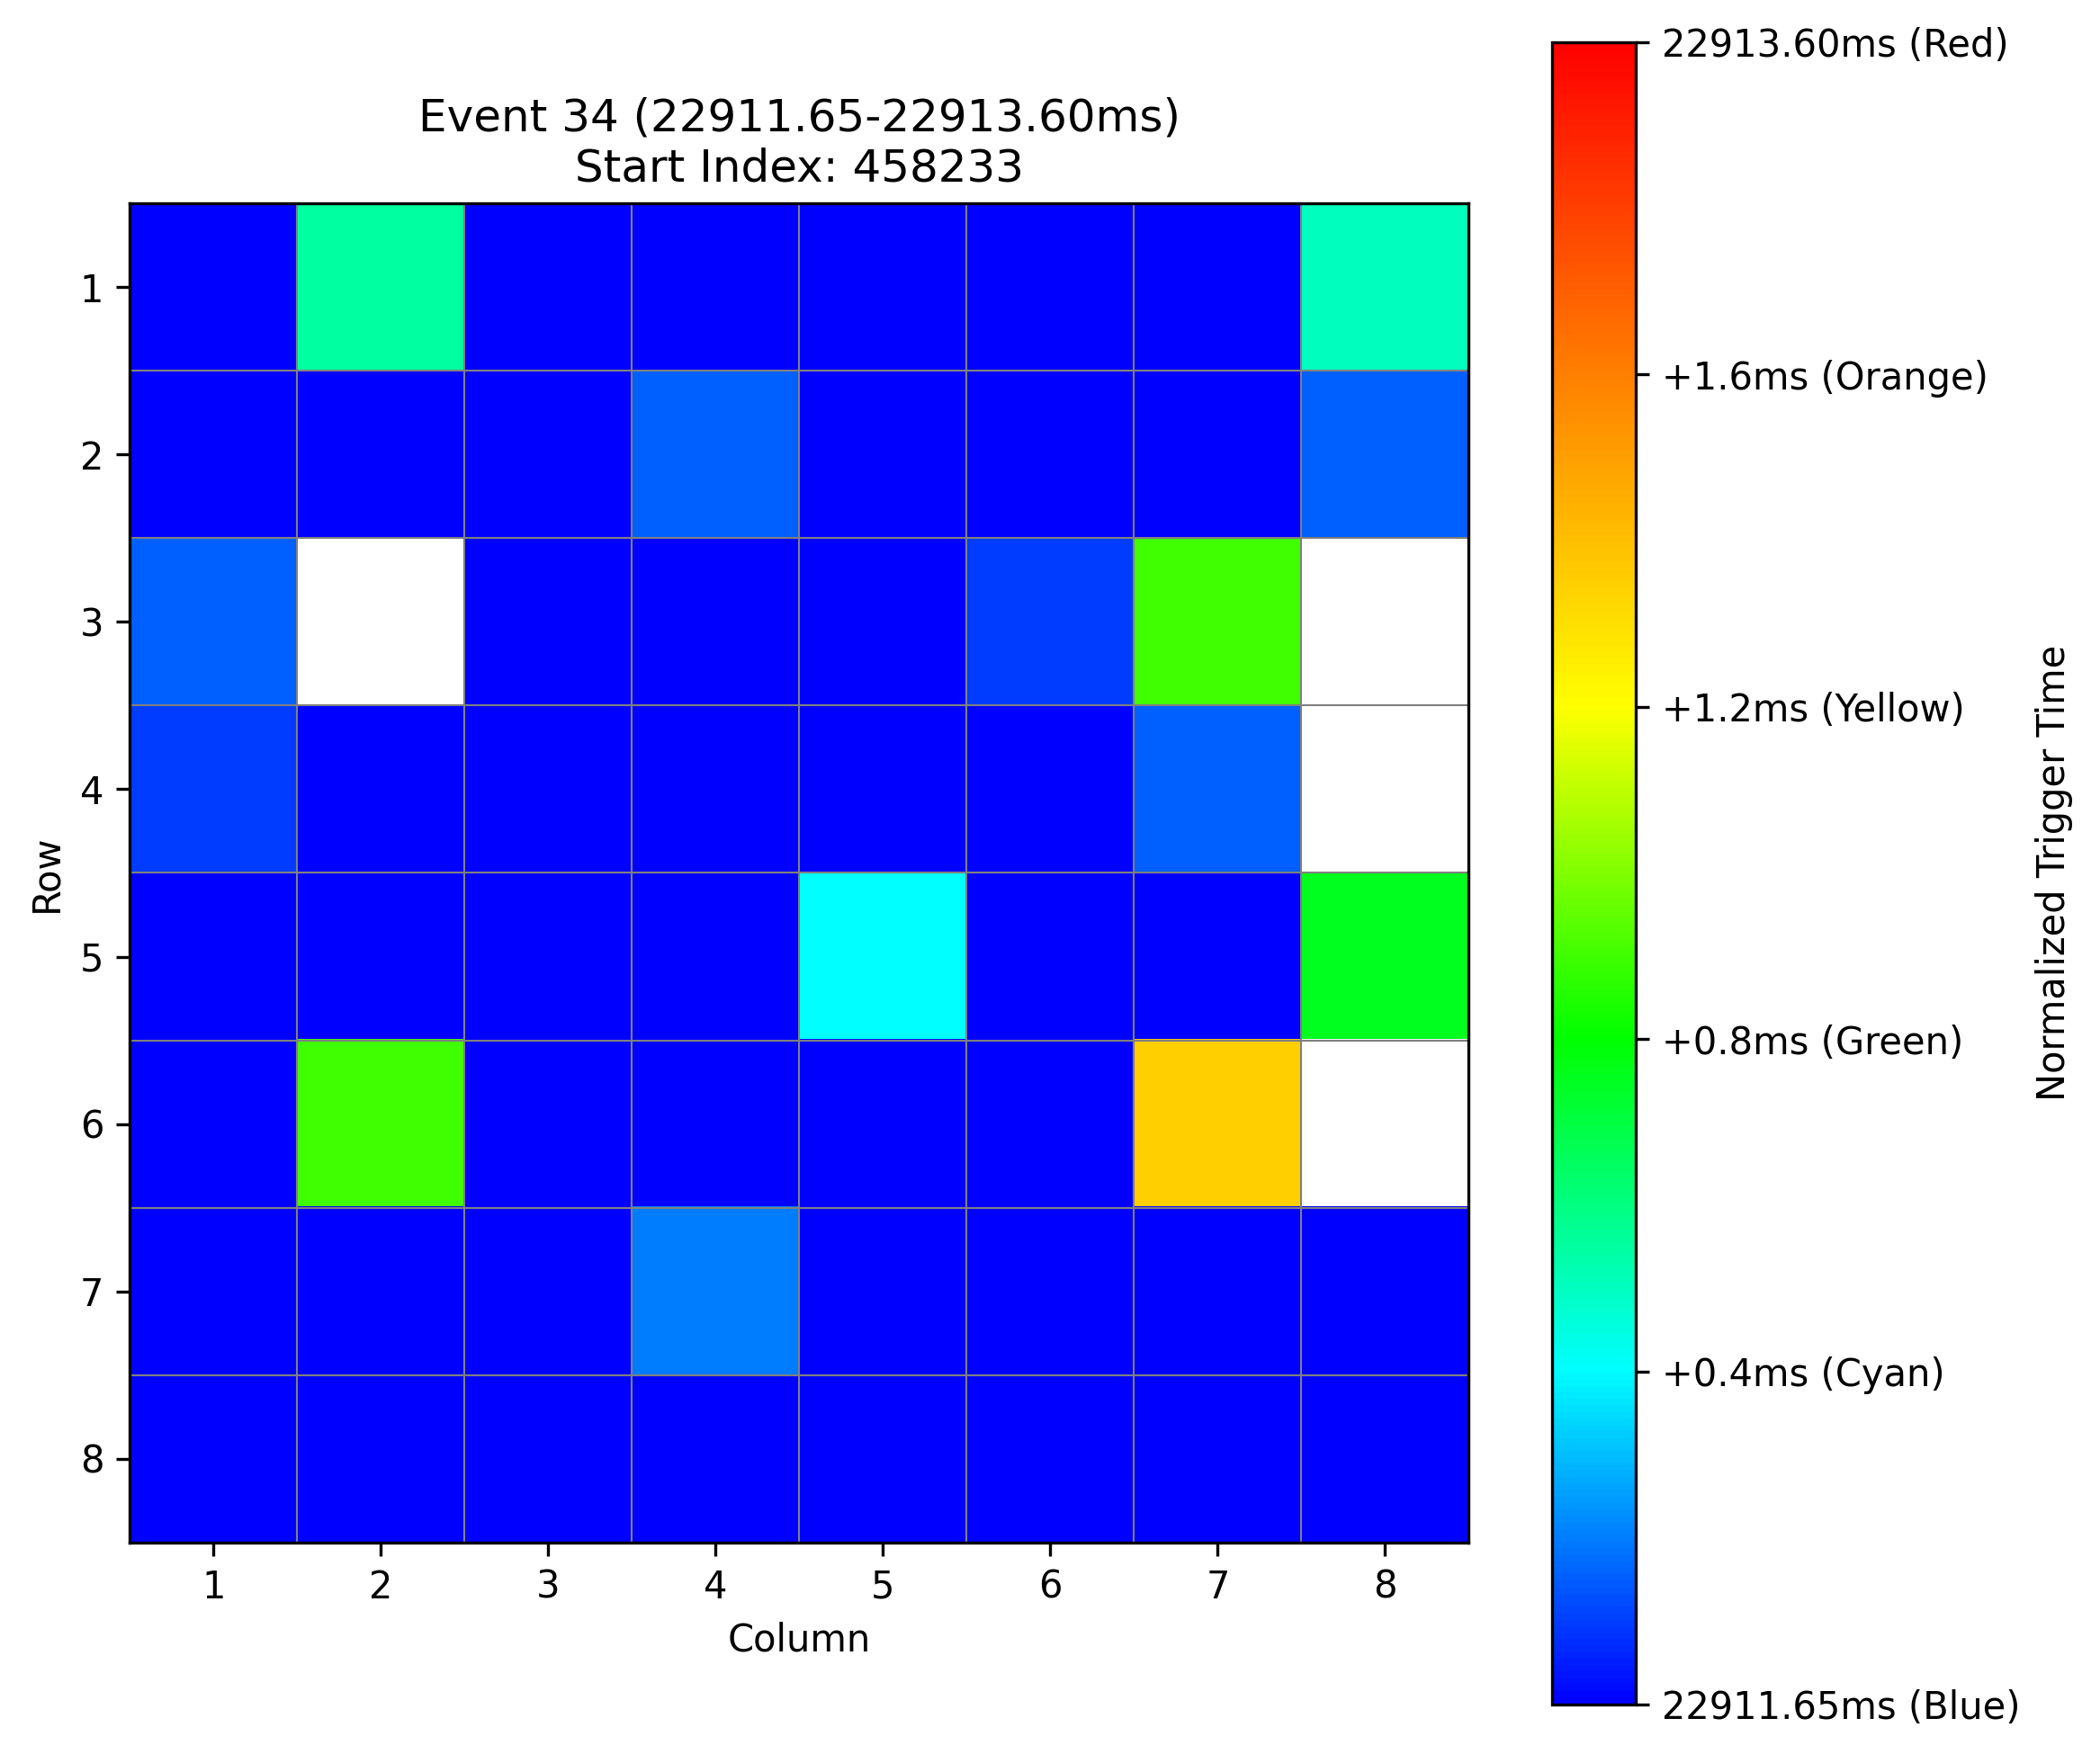 Event 34 (22911.65-22913.60ms)
Start Index: 458233
Row
1
2
3
4
5
6
7
8
1 2 3 4 5 6 7 8
Column
22913.60ms (Red)
+1.6ms (Orange)
+1.2ms (Yellow)
+0.8ms (Green)
+0.4ms (Cyan)
22911.65ms (Blue)
Normalized Trigger Time